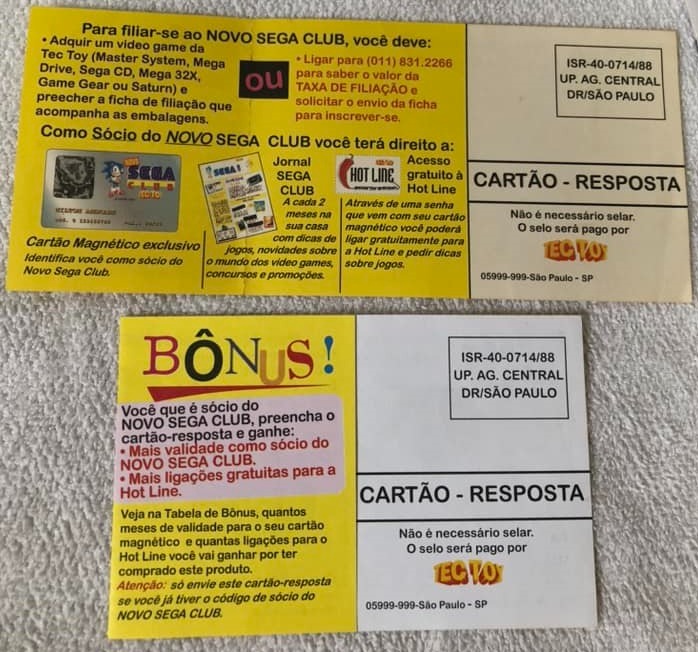 Para filiar-se ao NOVO SEGA CLUB, você deve:
• Adquir um video game da
Tec Toy (Master System, Mega
Drive, Sega CD, Mega 32X,
Game Gear ou Saturn) e
preecher a ficha de filiação que
acompanha as embalagens.
ou
• Ligar para (011) 831.2266
para saber o valor da
TAXA DE FILIAÇÃO e
solicitar o envio da ficha
para inscrever-se.
Como Sócio do NOVO SEGA CLUB você terá direito a:
NOVO
SEGA
CLUB
TEC TOY
Cartão Magnético exclusivo
Identifica você como sócio do
Novo Sega Club.
SEGA!
Jornal
SEGA
CLUB
A cada 2
meses na
sua casa
com dicas de
jogos, novidades sobre
o mundo dos video games,
concursos e promoções.
HOT LINE
Acesso
gratuito à
Hot Line
Através de uma senha
que vem com seu cartão
magnético você poderá
ligar gratuitamente para
a Hot Line e pedir dicas
sobre jogos.
ISR-40-0714/88
UP. AG. CENTRAL
DR/SÃO PAULO
CARTÃO - RESPOSTA
Não é necessário selar.
O selo será pago por
TEC TOY
05999-999-São Paulo - SP
BÔNUS!
Você que é sócio do
NOVO SEGA CLUB, preencha o
cartão-resposta e ganhe:
• Mais validade como sócio do
NOVO SEGA CLUB.
• Mais ligações gratuitas para a
Hot Line.
Veja na Tabela de Bônus, quantos
meses de validade para o seu cartão
magnético e quantas ligações para o
Hot Line você vai ganhar por ter
comprado este produto.
Atenção: só envie este cartão-resposta
se você já tiver o código de sócio do
NOVO SEGA CLUB.
ISR-40-0714/88
UP. AG. CENTRAL
DR/SÃO PAULO
CARTÃO - RESPOSTA
Não é necessário selar.
O selo será pago por
TEC TOY
05999-999-São Paulo - SP